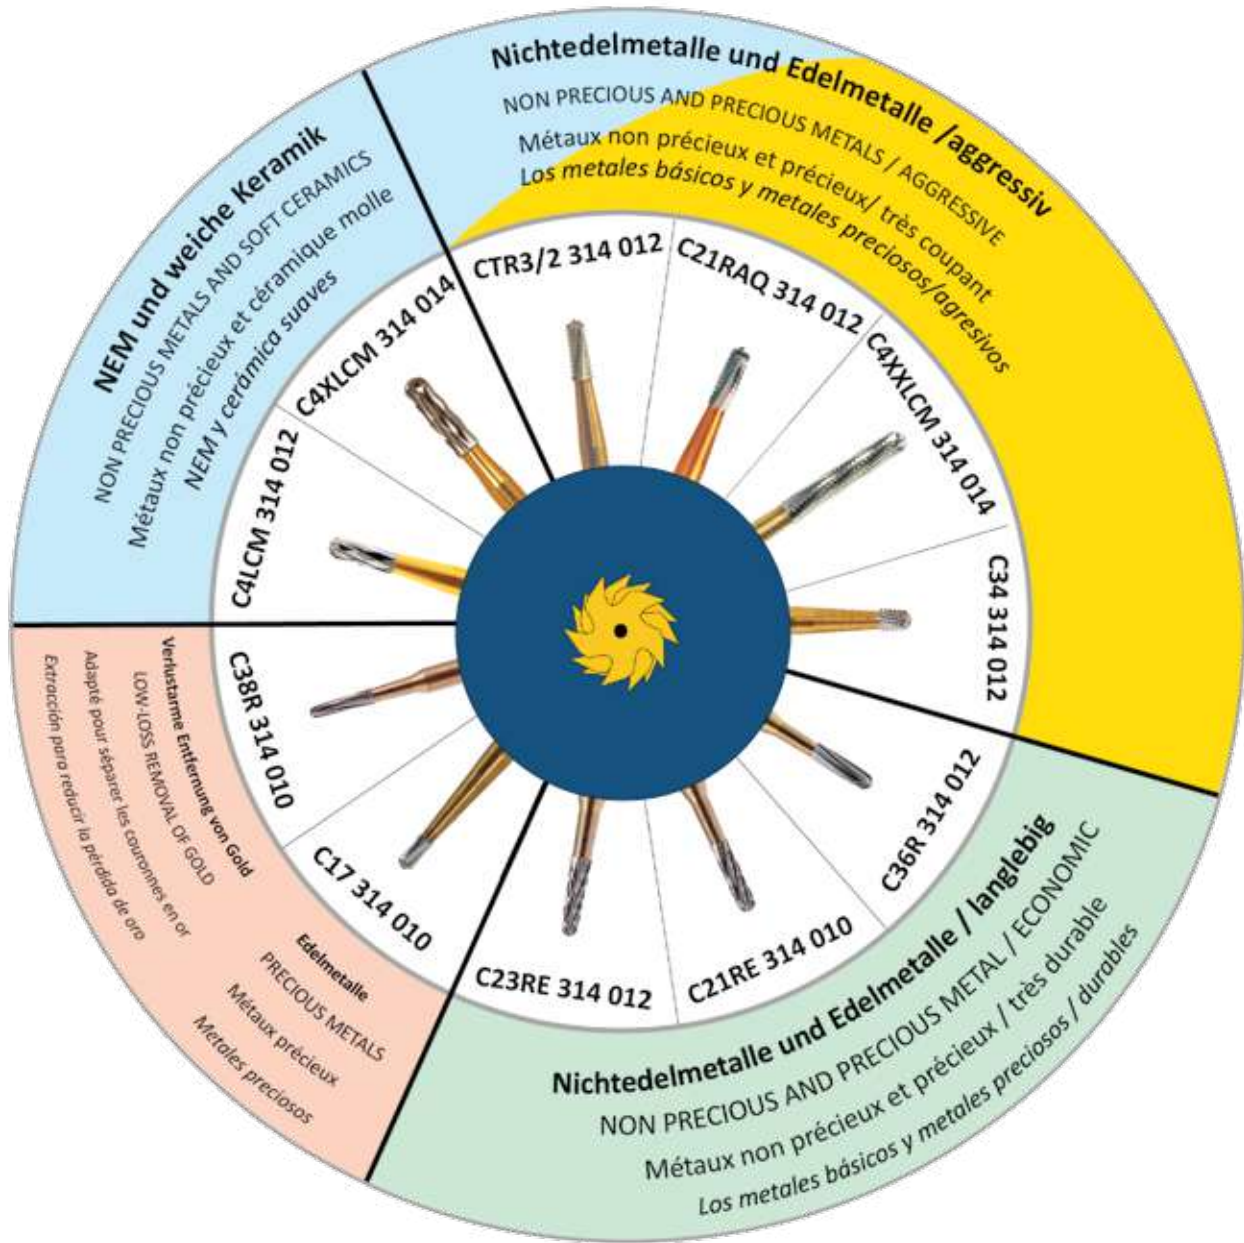 Nichtedelmetalle und Edelmetalle /aggressiv
NON PRECIOUS AND PRECIOUS METALS / AGGRESSIVE
Métaux non précieux et précieux/ très coupant
Los metales básicos y metales preciosos/agresivos
CTR3/2 314 012
C21RAQ 314 012
C4XXLCM 314 014
C34 314 012
Nichtedelmetalle und Edelmetalle / langlebig
NON PRECIOUS AND PRECIOUS METAL / ECONOMIC
Métaux non précieux et précieux / très durable
Los metales básicos y metales preciosos / durables
C36R 314 012
C21RE 314 010
C23RE 314 012
Edelmetalle
PRECIOUS METALS
Métaux précieux
Metales preciosos
C17 314 010
Verlustarme Entfernung von Gold
LOW-LOSS REMOVAL OF GOLD
Adapté pour séparer les couronnes en or
Extracción para reducir la pérdida de oro
C38R 314 010
NEM und weiche Keramik
NON PRECIOUS METALS AND SOFT CERAMICS
Métaux non précieux et céramique molle
NEM y cerámica suaves
C4LCM 314 012
C4XLCM 314 014